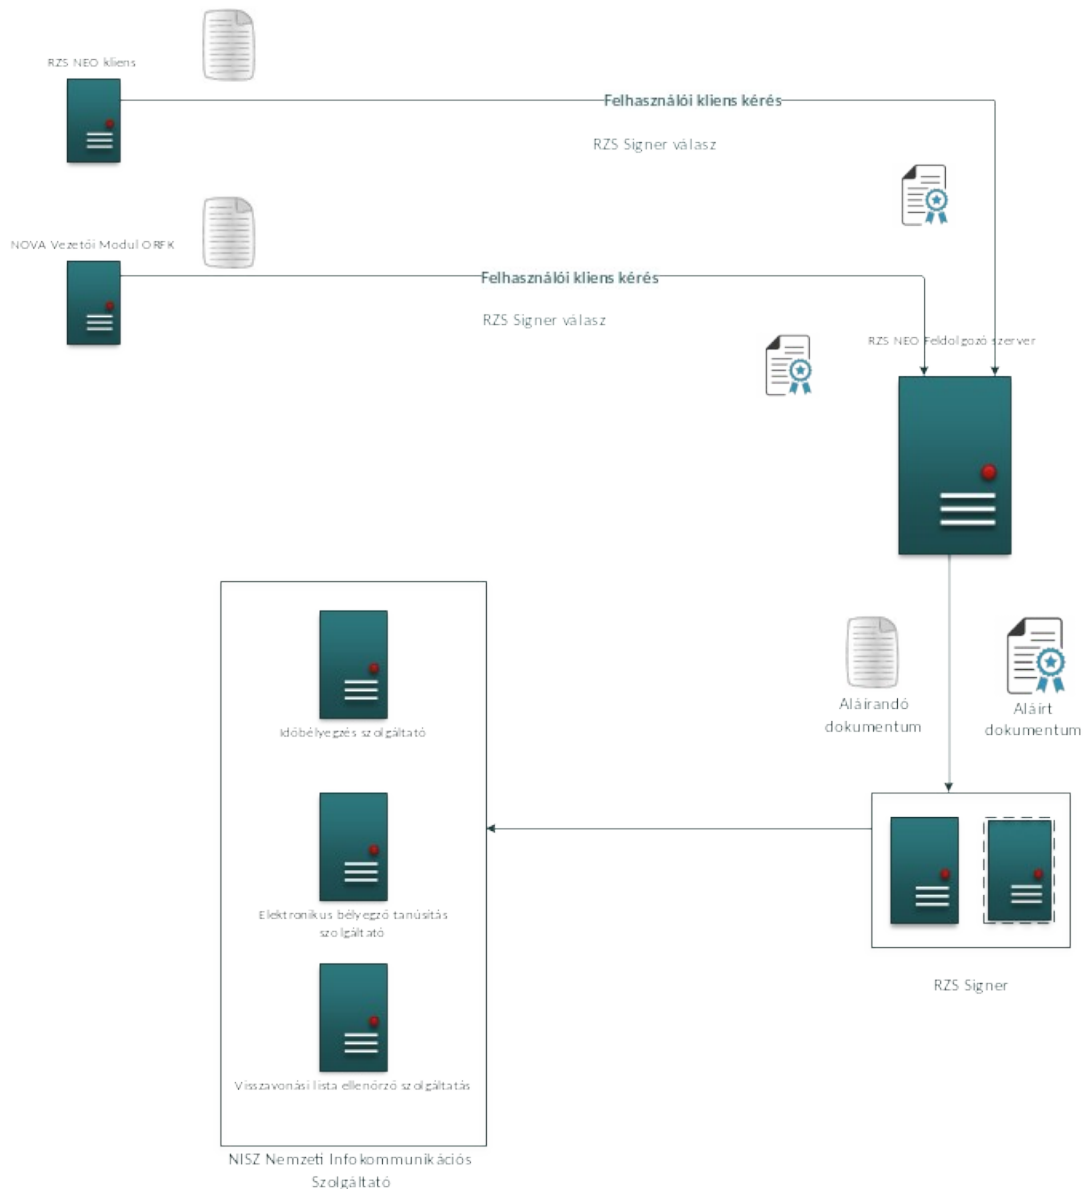 RZS NEO kliens
Felhasználói kliens kérés
RZS Signer válasz
NOVA Vezetői Modul ORFK
Felhasználói kliens kérés
RZS Signer válasz
RZS NEO Feldolgozó szerver
Aláírandó
dokumentum
Aláírt
dokumentum
Időbélyegzés szolgáltató
Elektronikus bélyegző tanúsítás
szolgáltató
RZS Signer
Visszavonási lista ellenőrző szolgáltatás
NISZ Nemzeti Infokommunikációs
Szolgáltató